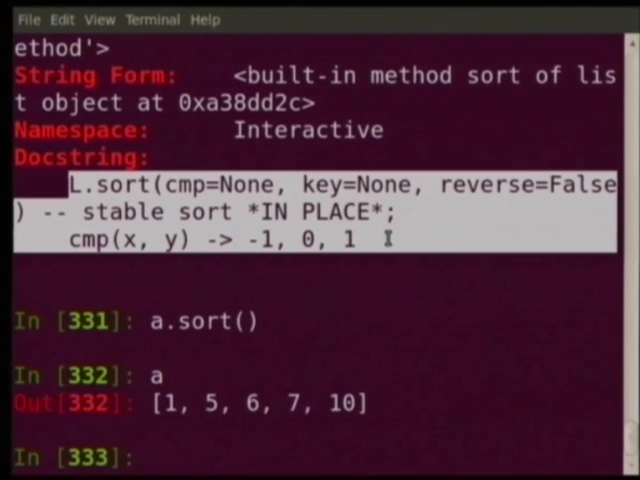 File Edit View Terminal Help
ethod'>
String Form:    <built-in method sort of lis
t object at 0xa38dd2c>
Namespace:      Interactive
Docstring:
    L.sort(cmp=None, key=None, reverse=False
) -- stable sort *IN PLACE*;
    cmp(x, y) -> -1, 0, 1
In [331]: a.sort()
In [332]: a
Out[332]: [1, 5, 6, 7, 10]
In [333]: